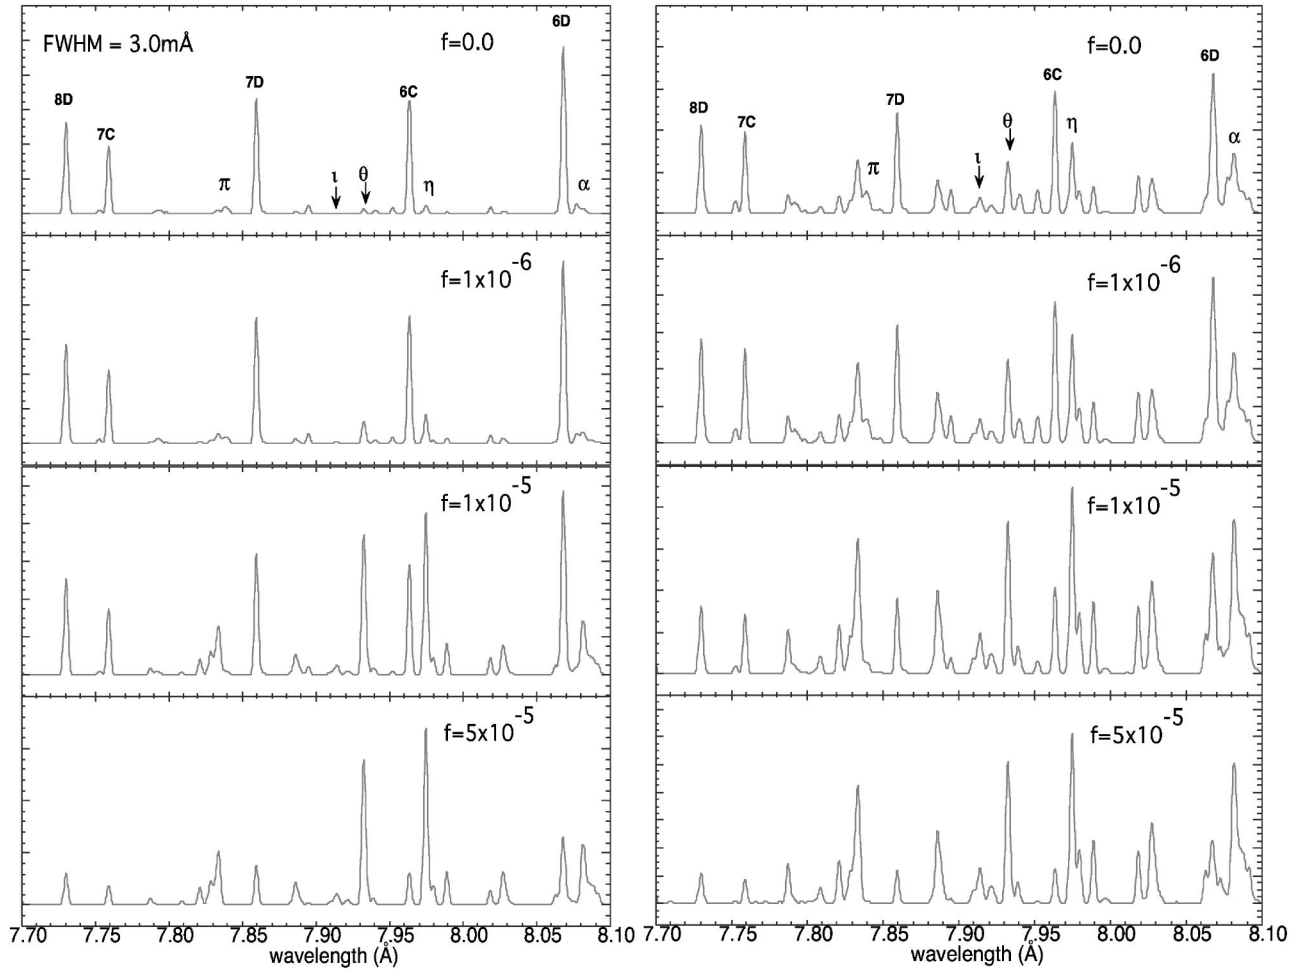 FWHM = 3.0mÅ
f=0.0
6D
8D
7C
7D
6C
π
ι
θ
η
α
f=1x10-6
f=1x10-5
f=5x10-5
7.70 7.75 7.80 7.85 7.90 7.95 8.00 8.05 8.10
wavelength (Å)
f=0.0
8D
7C
7D
6C
6D
π
ι
θ
η
α
f=1x10-6
f=1x10-5
f=5x10-5
7.70 7.75 7.80 7.85 7.90 7.95 8.00 8.05 8.10
wavelength (Å)